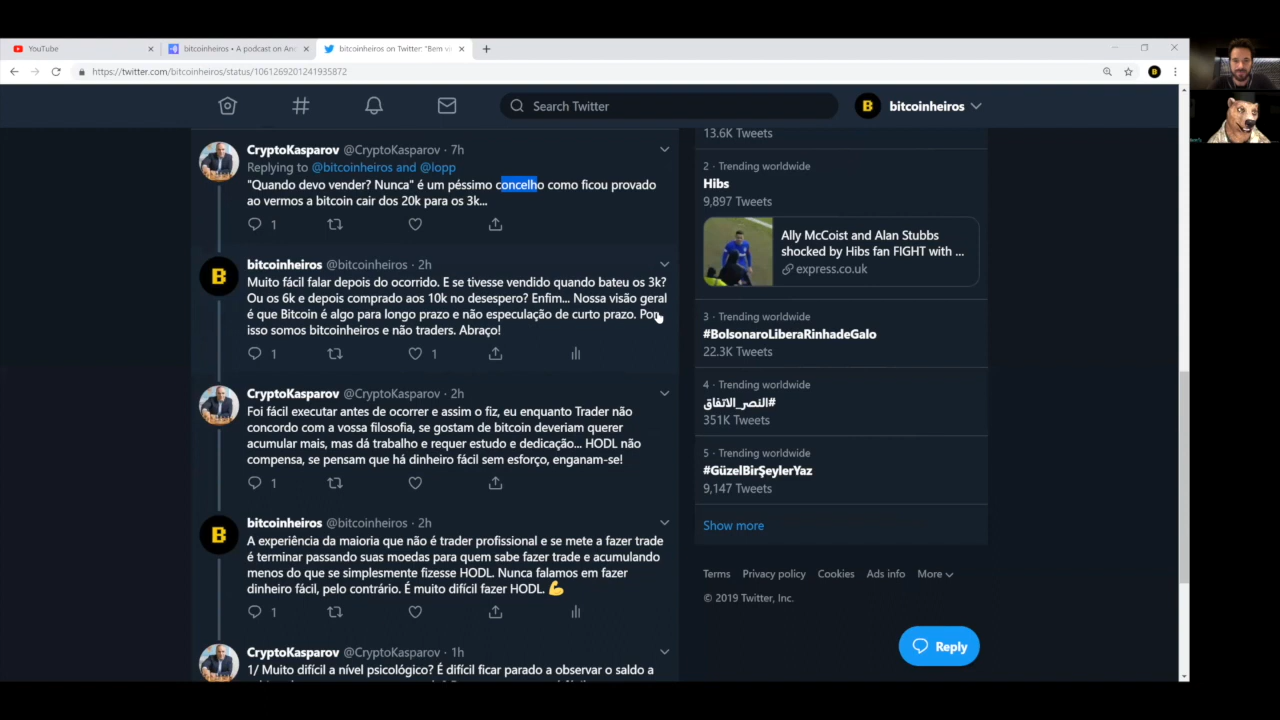 YouTube
bitcoinheiros • A podcast on Anc
bitcoinheiros on Twitter: "Bem vi
https://twitter.com/bitcoinheiros/status/1061269201241935872
Search Twitter
bitcoinheiros
CryptoKasparov @CryptoKasparov · 7h
Replying to @bitcoinheiros and @lopp
"Quando devo vender? Nunca" é um péssimo concelho como ficou provado
ao vermos a bitcoin cair dos 20k para os 3k...
1
bitcoinheiros @bitcoinheiros · 2h
Muito fácil falar depois do ocorrido. E se tivesse vendido quando bateu os 3k?
Ou os 6k e depois comprado aos 10k no desespero? Enfim... Nossa visão geral
é que Bitcoin é algo para longo prazo e não especulação de curto prazo. Por
isso somos bitcoinheiros e não traders. Abraço!
1 1
CryptoKasparov @CryptoKasparov · 2h
Foi fácil executar antes de ocorrer e assim o fiz, eu enquanto Trader não
concordo com a vossa filosofia, se gostam de bitcoin deveriam querer
acumular mais, mas dá trabalho e requer estudo e dedicação... HODL não
compensa, se pensam que há dinheiro fácil sem esforço, enganam-se!
1
bitcoinheiros @bitcoinheiros · 2h
A experiência da maioria que não é trader profissional e se mete a fazer trade
é terminar passando suas moedas para quem sabe fazer trade e acumulando
menos do que se simplesmente fizesse HODL. Nunca falamos em fazer
dinheiro fácil, pelo contrário. É muito difícil fazer HODL. 💪
1
CryptoKasparov @CryptoKasparov · 1h
1/ Muito difícil a nível psicológico? É difícil ficar parado a observar o saldo a
13.6K Tweets
2 · Trending worldwide
Hibs
9,897 Tweets
Ally McCoist and Alan Stubbs
shocked by Hibs fan FIGHT with ...
express.co.uk
3 · Trending worldwide
#BolsonaroLiberaRinhadeGalo
22.3K Tweets
4 · Trending worldwide
#النصر_الاتفاق
351K Tweets
5 · Trending worldwide
#GüzelBirŞeylerYaz
9,147 Tweets
Show more
Terms Privacy policy Cookies Ads info More
© 2019 Twitter, Inc.
Reply